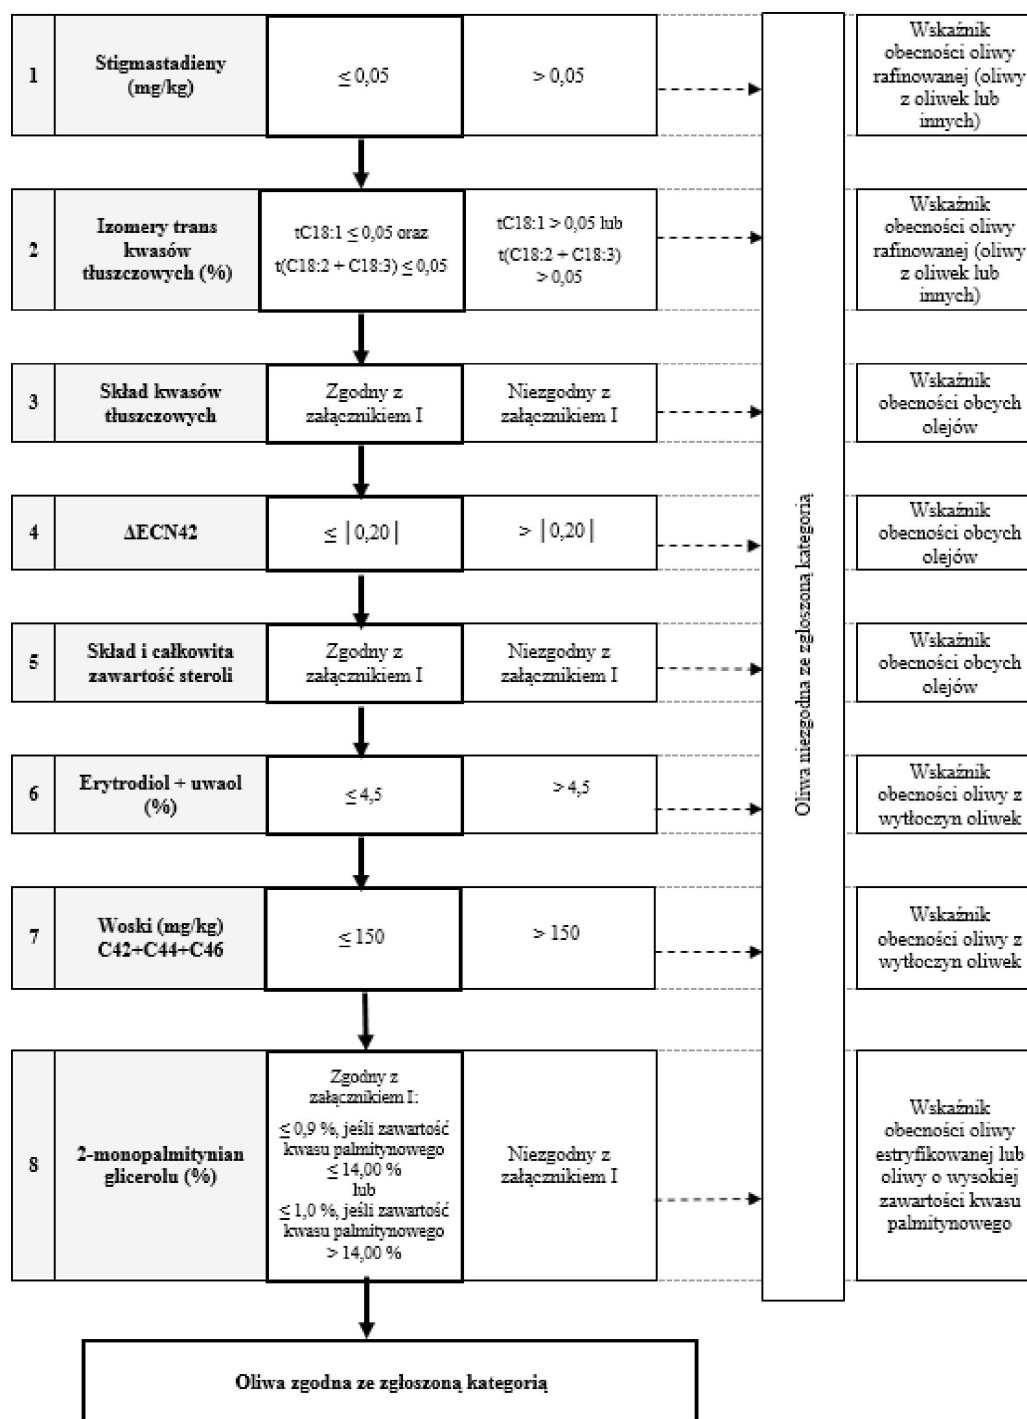 1
Stigmastadieny
(mg/kg)
≤ 0,05
> 0,05
Wskaźnik
obecności oliwy
rafinowanej (oliwy
z oliwek lub
innych)
2
Izomery trans
kwasów
tłuszczowych (%)
tC18:1 ≤ 0,05 oraz
t(C18:2 + C18:3) ≤ 0,05
tC18:1 > 0,05 lub
t(C18:2 + C18:3)
> 0,05
Wskaźnik
obecności oliwy
rafinowanej (oliwy
z oliwek lub
innych)
3
Skład kwasów
tłuszczowych
Zgodny z
załącznikiem I
Niezgodny z
załącznikiem I
Wskaźnik
obecności obcych
olejów
4
ΔECN42
≤ |0,20|
> |0,20|
Wskaźnik
obecności obcych
olejów
Oliwa niezgodna ze zgłoszoną kategorią
5
Skład i całkowita
zawartość steroli
Zgodny z
załącznikiem I
Niezgodny z
załącznikiem I
Wskaźnik
obecności obcych
olejów
6
Erytrodiol + uwaol
(%)
≤ 4,5
> 4,5
Wskaźnik
obecności oliwy z
wytłoczyn oliwek
7
Woski (mg/kg)
C42+C44+C46
≤ 150
> 150
Wskaźnik
obecności oliwy z
wytłoczyn oliwek
8
2-monopalmitynian
glicerolu (%)
Zgodny z
załącznikiem I:
≤ 0,9 %, jeśli zawartość
kwasu palmitynowego
≤ 14,00 %
lub
≤ 1,0 %, jeśli zawartość
kwasu palmitynowego
> 14,00 %
Niezgodny z
załącznikiem I
Wskaźnik
obecności oliwy
estryfikowanej lub
oliwy o wysokiej
zawartości kwasu
palmitynowego
Oliwa zgodna ze zgłoszoną kategorią